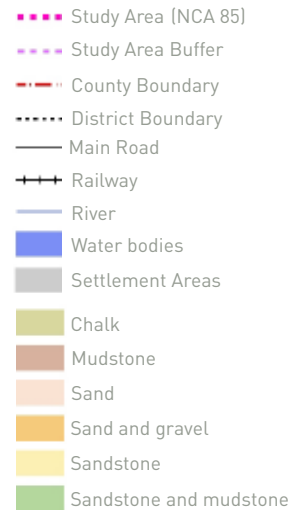 Study Area (NCA 85)
Study Area Buffer
County Boundary
District Boundary
Main Road
Railway
River
Water bodies
Settlement Areas
Chalk
Mudstone
Sand
Sand and gravel
Sandstone
Sandstone and mudstone